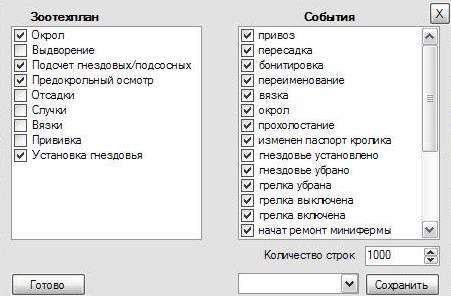 Зоотехплан
События
X
Окрол
Выдворение
Подсчет гнездовых/подсосных
Предокрольный осмотр
Отсадки
Случки
Вязки
Прививка
Установка гнездовья
привоз
пересадка
бонитировка
переименование
вязка
окрол
прохолостание
изменен паспорт кролика
гнездовье установлено
гнездовье убрано
грелка убрана
грелка выключена
грелка включена
начат ремонт минифермы
Количество строк 1000
Готово
Сохранить